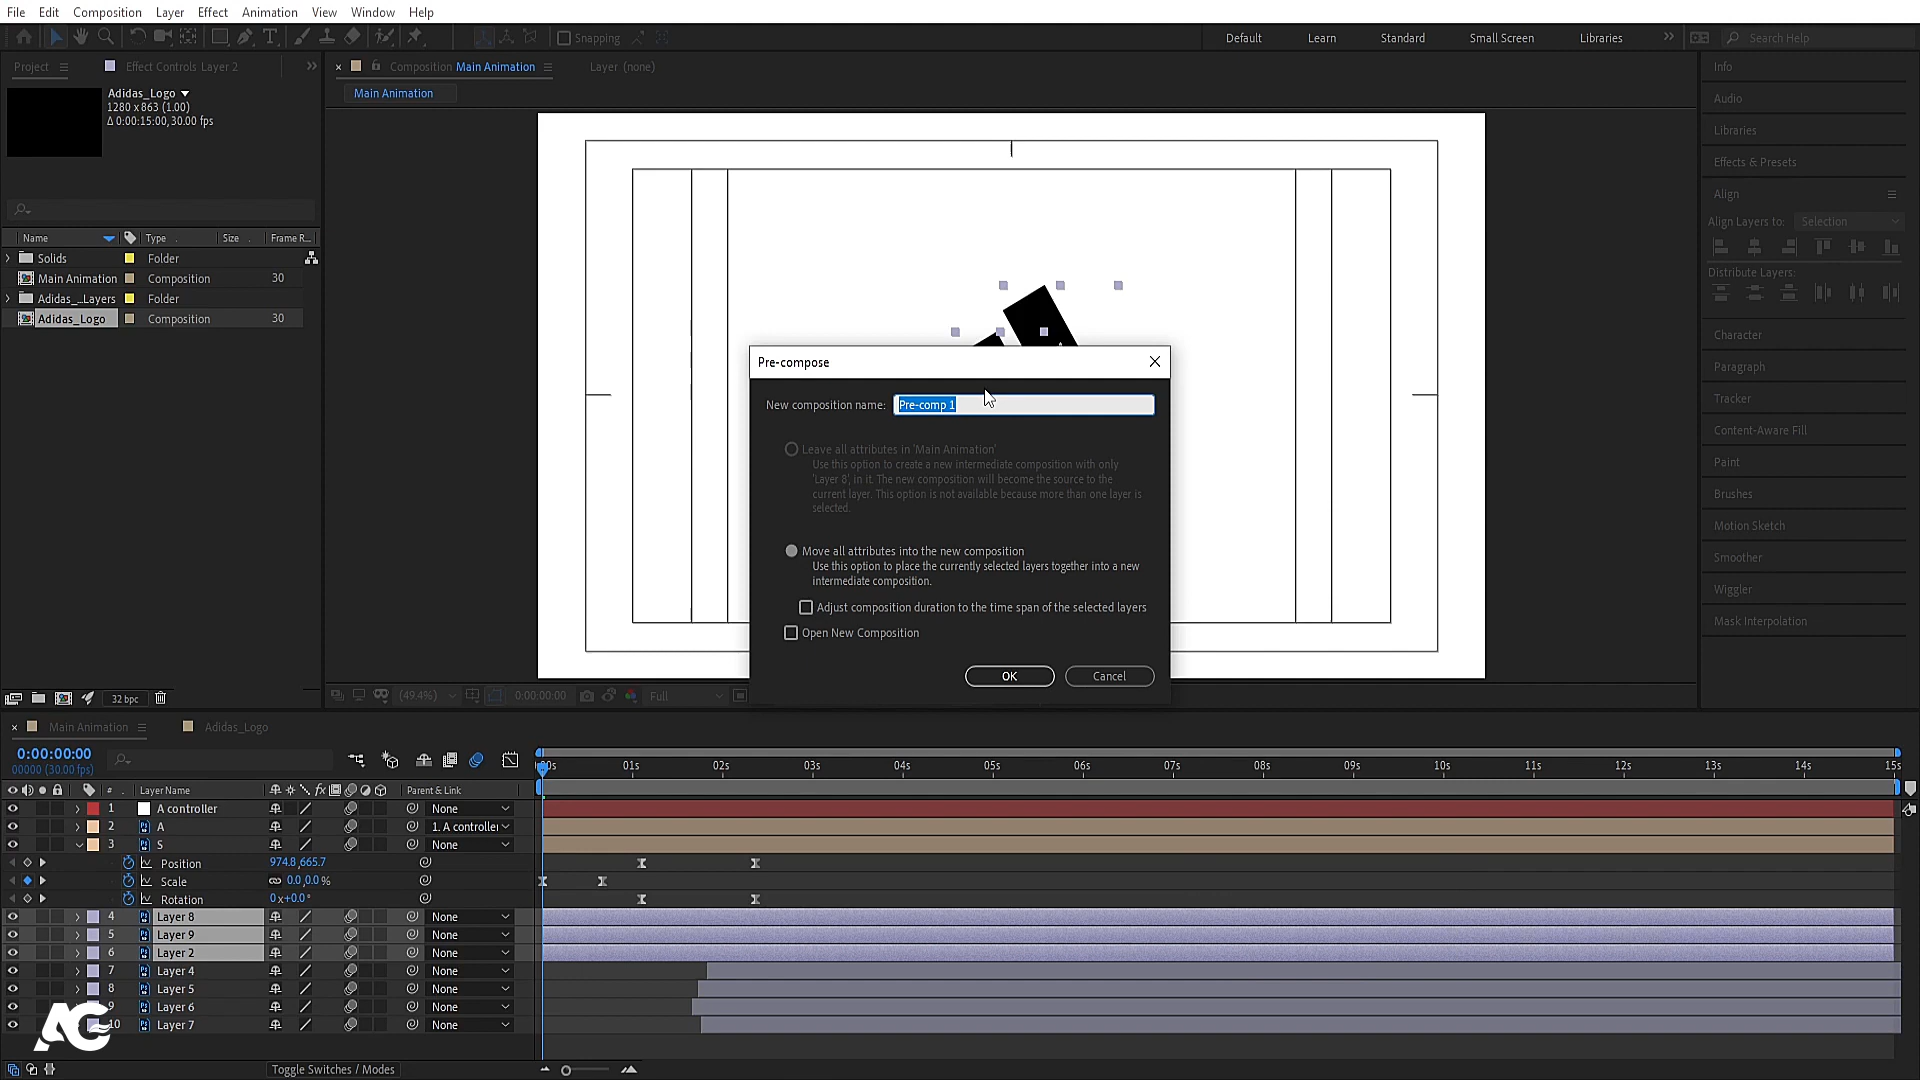 File Edit Composition Layer Effect Animation View Window Help
Snapping
Default Learn Standard Small Screen Libraries Search Help
Project Effect Controls Layer 2
Composition Main Animation Layer (none)
Main Animation
Adidas_Logo
1280 x 863 (1.00)
Δ 0:00:15:00, 30.00 fps
Name Type Size Frame R...
Solids Folder
Main Animation Composition 30
Adidas_...Layers Folder
Adidas_Logo Composition 30
32 bpc
Info
Audio
Libraries
Effects & Presets
Align
Align Layers to: Selection
Distribute Layers:
Character
Paragraph
Tracker
Content-Aware Fill
Paint
Brushes
Motion Sketch
Smoother
Wiggler
Mask Interpolation
Pre-compose
New composition name: Pre-comp 1
Leave all attributes in 'Main Animation'
Use this option to create a new intermediate composition with only
'Layer 8', in it. The new composition will become the source to the
current layer. This option is not available because more than one layer is
selected.
Move all attributes into the new composition
Use this option to place the currently selected layers together into a new
intermediate composition.
Adjust composition duration to the time span of the selected layers
Open New Composition
OK Cancel
(49.4%) 0:00:00:00 Full
Main Animation Adidas_Logo
0:00:00:00
00000 (30.00 fps)
00s 01s 02s 03s 04s 05s 06s 07s 08s 09s 10s 11s 12s 13s 14s 15s
# Layer Name fx Parent & Link
1 A controller None
2 A 1. A controller
3 S None
Position 974.8,665.7
Scale 0.0,0.0 %
Rotation 0x+0.0°
4 Layer 8 None
5 Layer 9 None
6 Layer 2 None
7 Layer 4 None
8 Layer 5 None
9 Layer 6 None
10 Layer 7 None
AG
Toggle Switches / Modes